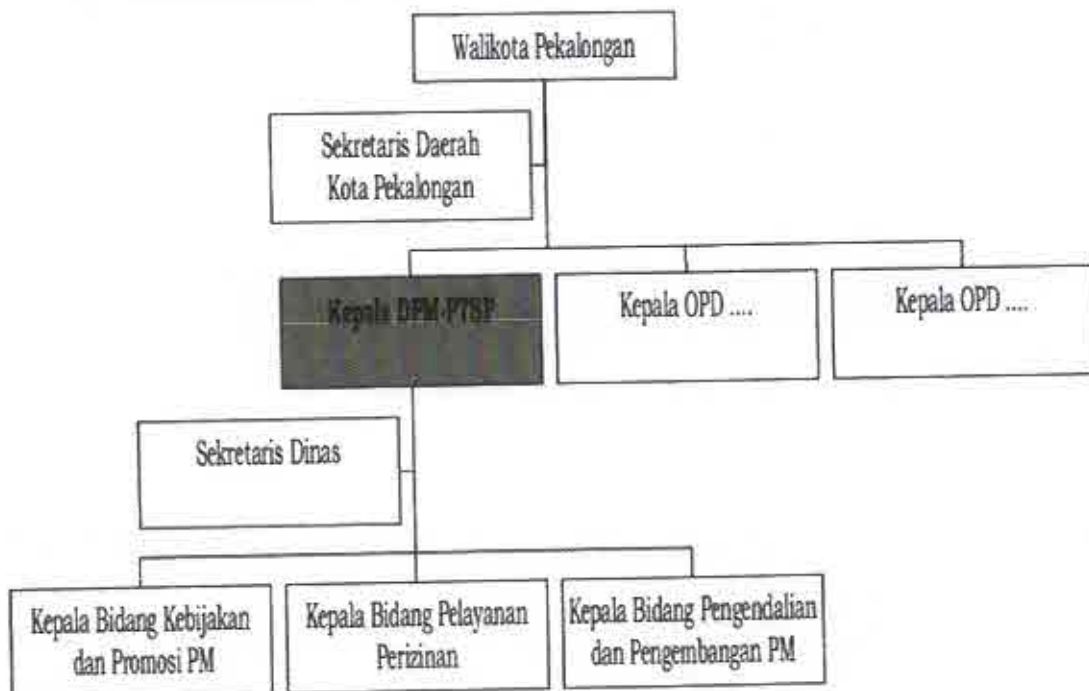 Walikota Pekalongan
Sekretaris Daerah
Kota Pekalongan
Kepala DPM-PTSP
Kepala OPD ....
Kepala OPD ....
Sekretaris Dinas
Kepala Bidang Kebijakan
dan Promosi PM
Kepala Bidang Pelayanan
Perizinan
Kepala Bidang Pengendalian
dan Pengembangan PM